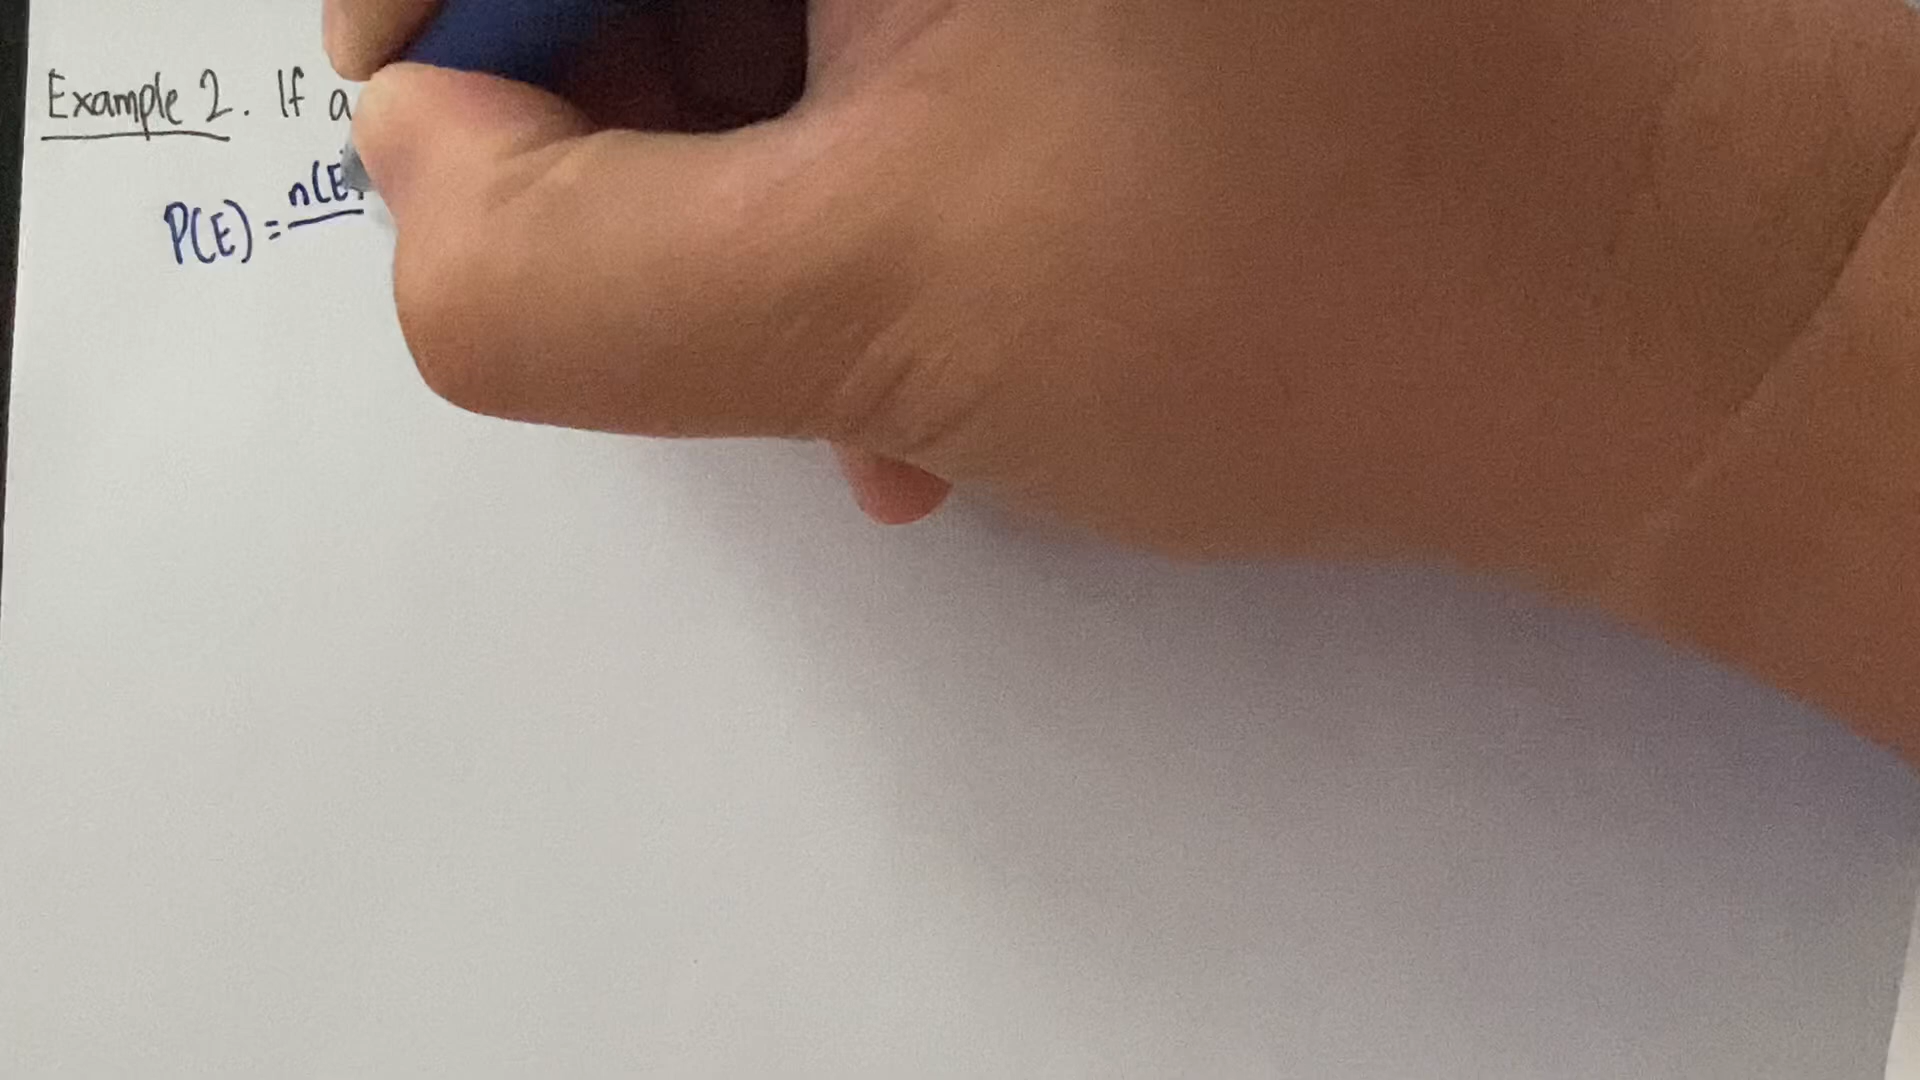 Example 2. If a
n(E)
P(E) =